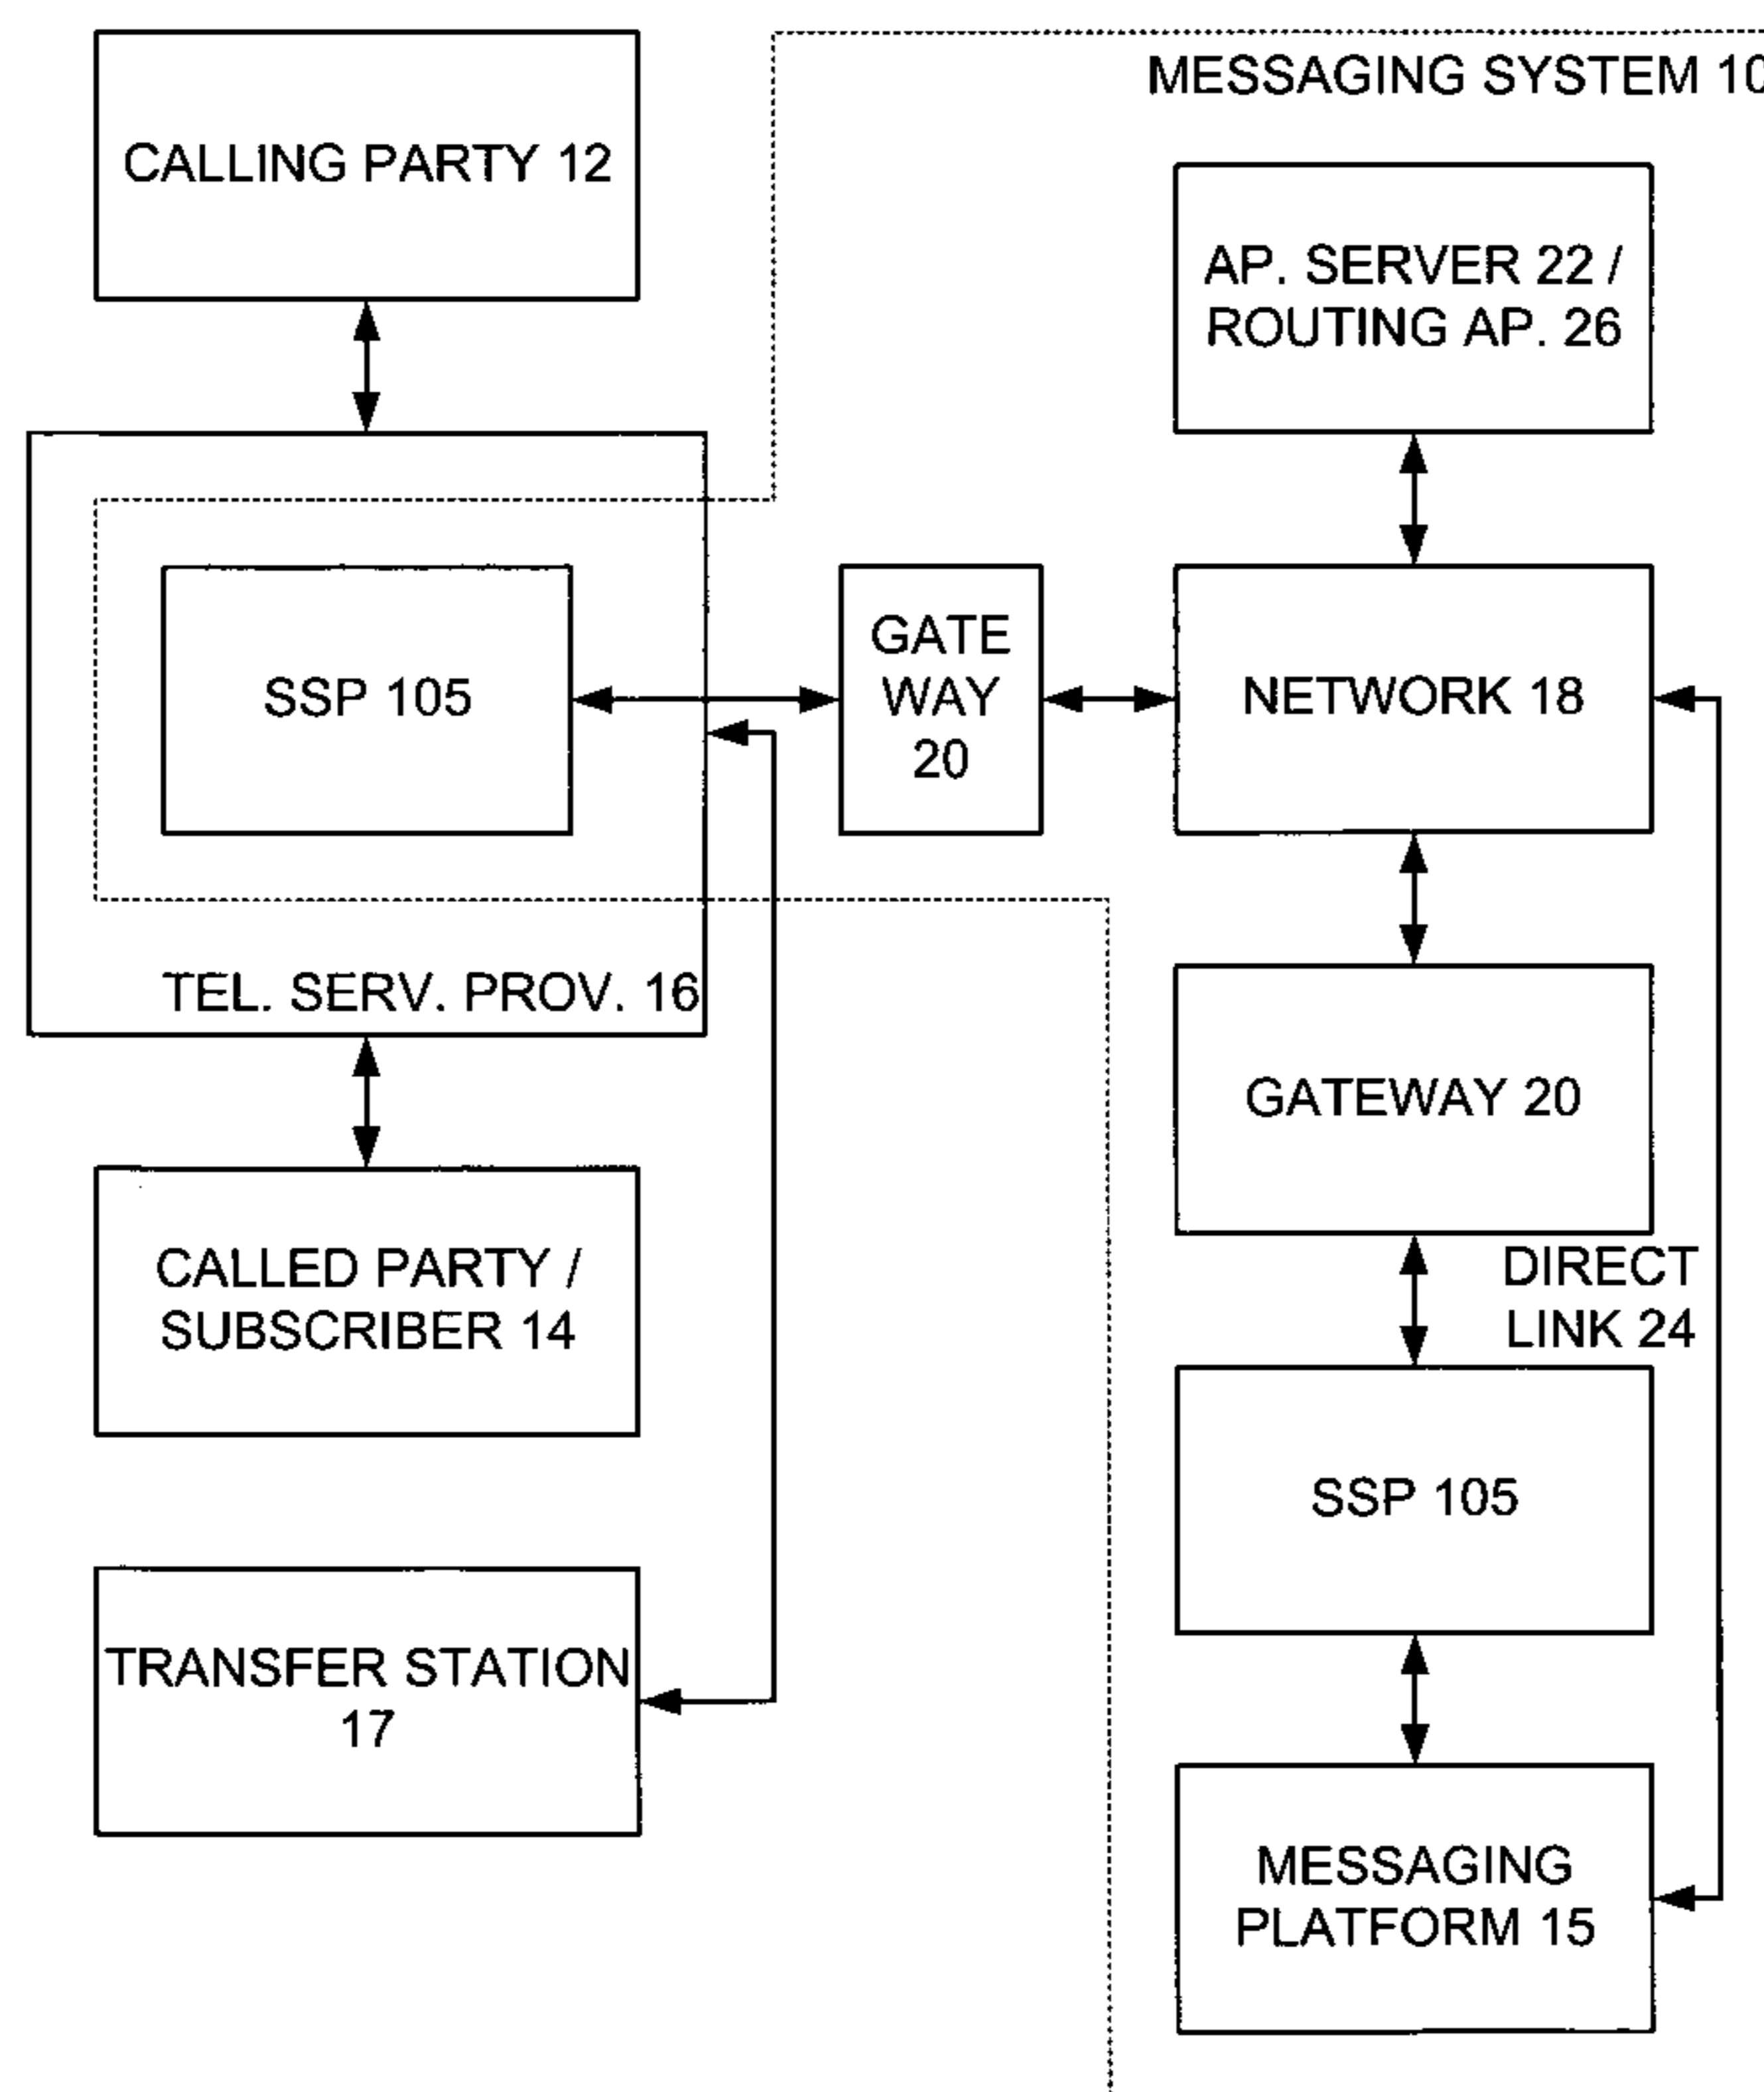 MESSAGING SYSTEM 10
CALLING PARTY 12
AP. SERVER 22 /
ROUTING AP. 26
SSP 105
GATE
WAY
20
NETWORK 18
TEL. SERV. PROV. 16
GATEWAY 20
CALLED PARTY /
SUBSCRIBER 14
DIRECT
LINK 24
SSP 105
TRANSFER STATION
17
MESSAGING
PLATFORM 15